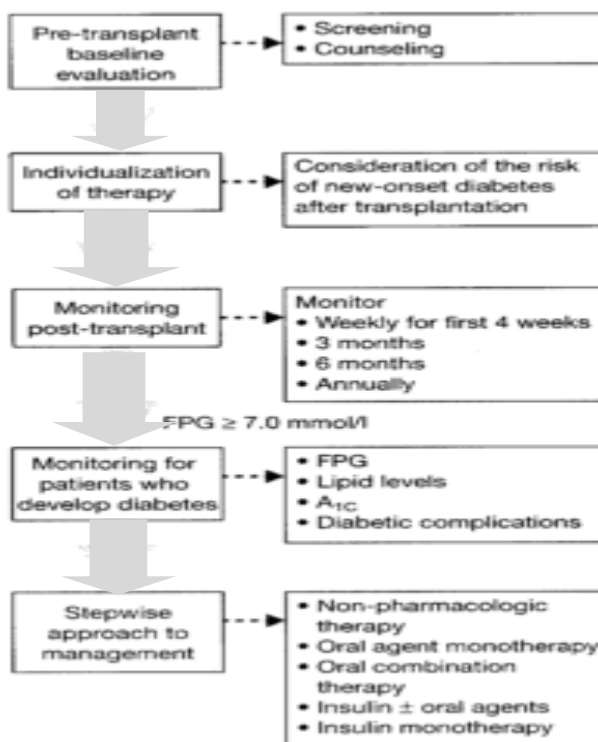 Pre-transplant
baseline
evaluation
• Screening
• Counseling
Individualization
of therapy
Consideration of the risk
of new-onset diabetes
after transplantation
Monitoring
post-transplant
Monitor
• Weekly for first 4 weeks
• 3 months
• 6 months
• Annually
FPG ≥ 7.0 mmol/l
Monitoring for
patients who
develop diabetes
• FPG
• Lipid levels
• A1C
• Diabetic complications
Stepwise
approach to
management
• Non-pharmacologic
therapy
• Oral agent monotherapy
• Oral combination
therapy
• Insulin ± oral agents
• Insulin monotherapy